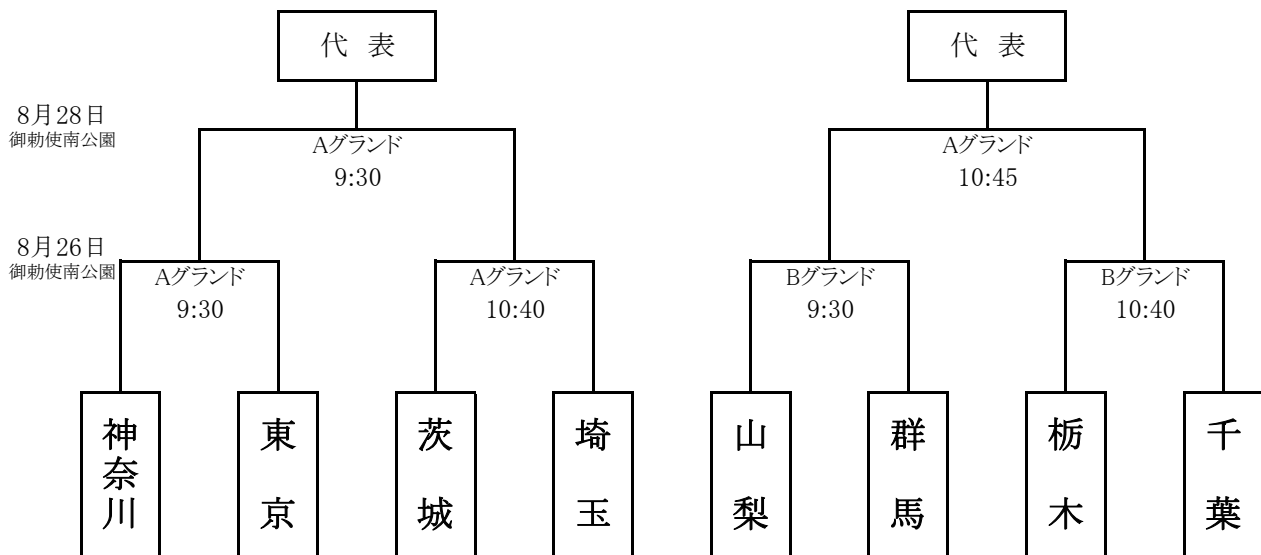 代表
代表
8月28日
御勅使南公園
Aグランド
9:30
Aグランド
10:45
8月26日
御勅使南公園
Aグランド
9:30
Aグランド
10:40
Bグランド
9:30
Bグランド
10:40
神奈川
東京
茨城
埼玉
山梨
群馬
栃木
千葉